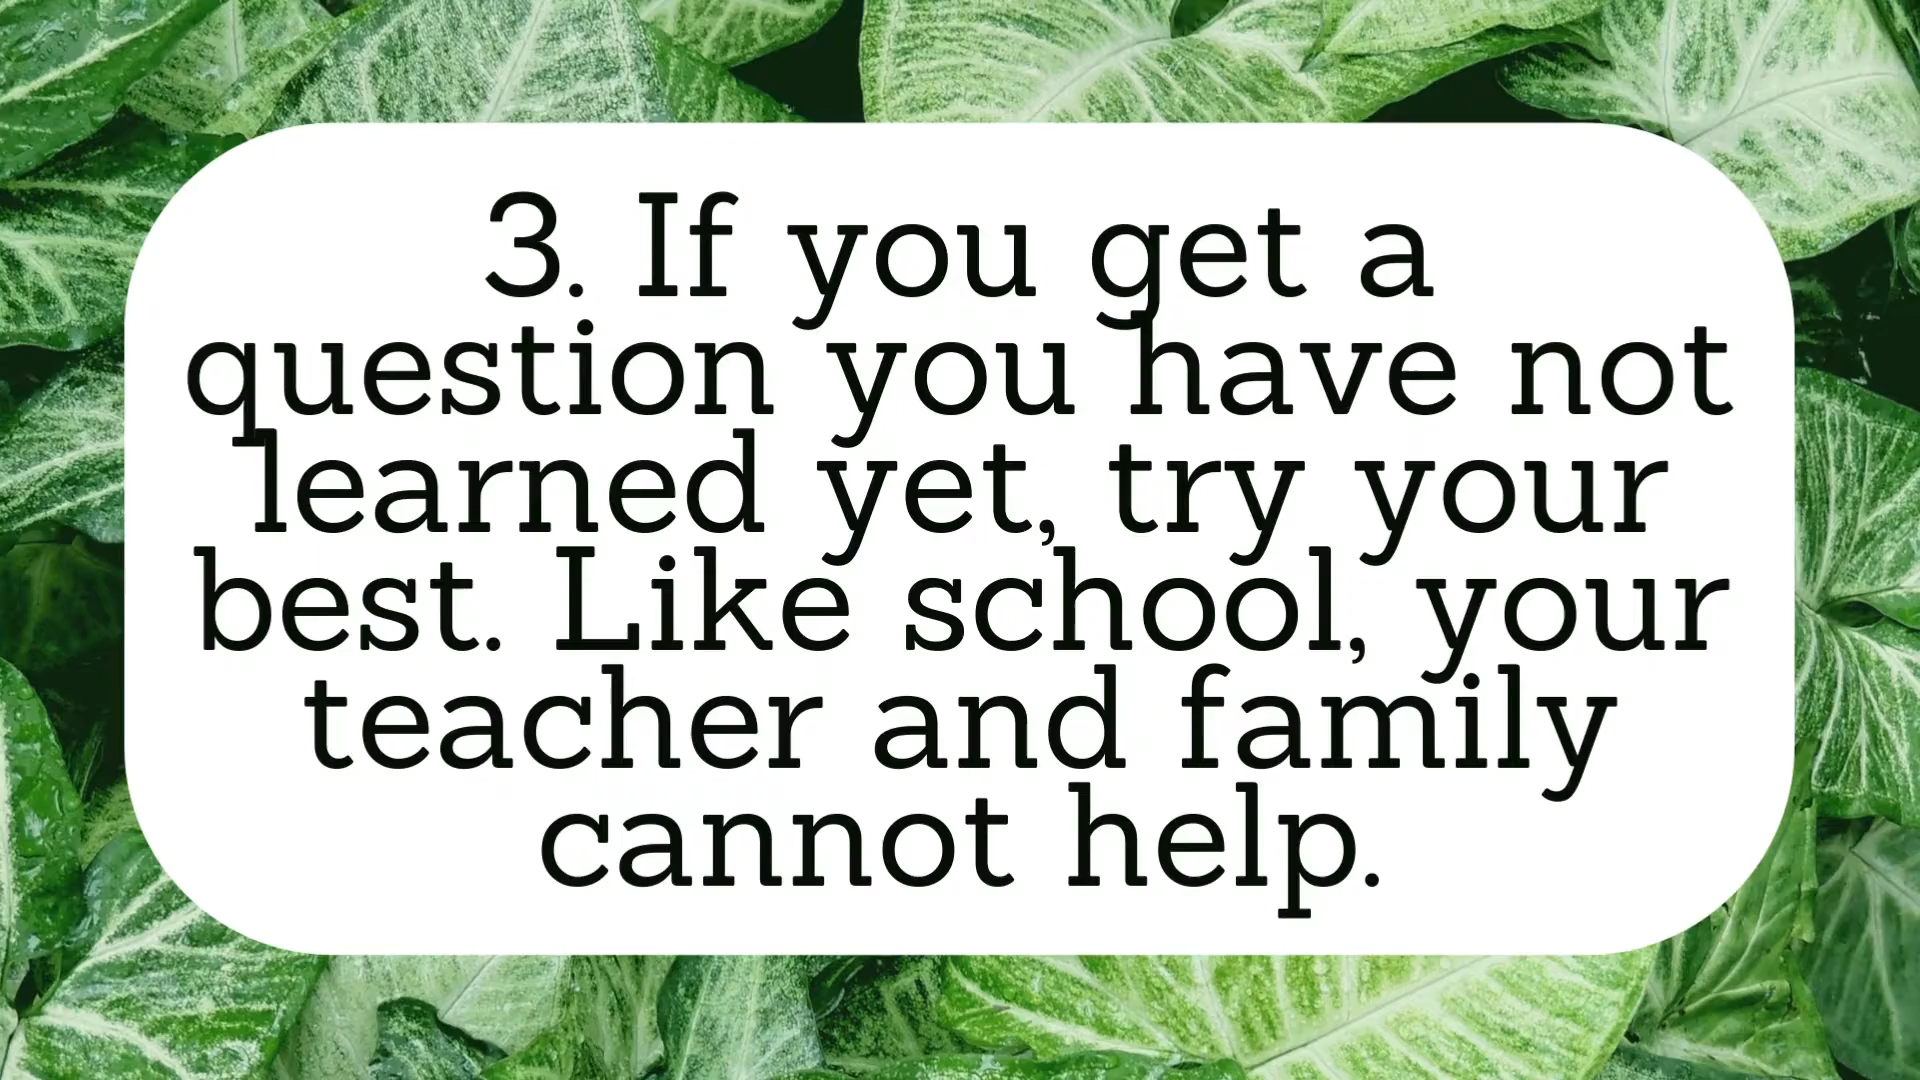 3. If you get a
question you have not
learned yet, try your
best. Like school, your
teacher and family
cannot help.